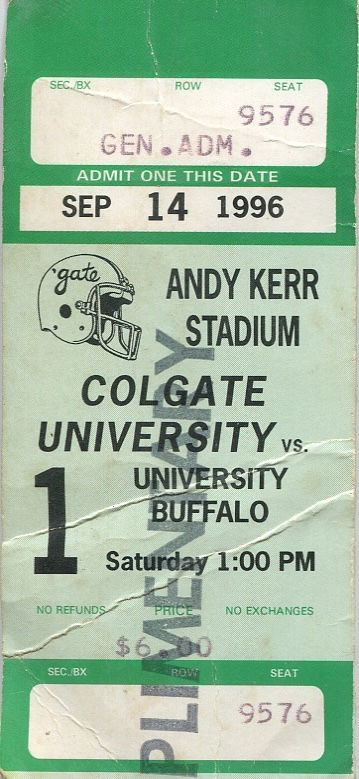 SEC./BX ROW SEAT
9576
GEN.ADM.
ADMIT ONE THIS DATE
SEP 14 1996
'gate
ANDY KERR
STADIUM
COLGATE
UNIVERSITY vs.
UNIVERSITY
BUFFALO
1
Saturday 1:00 PM
NO REFUNDS PRICE NO EXCHANGES
$6.00
SEC./BX ROW SEAT
9576
PLIMENTARY